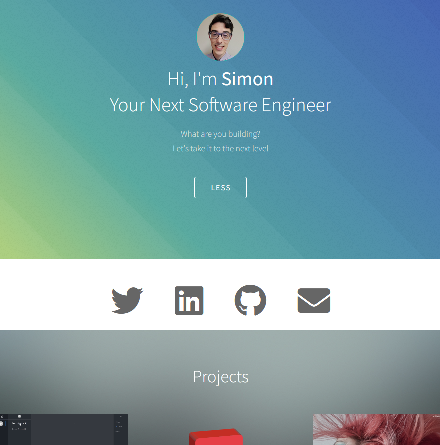 Hi, I'm Simon
Your Next Software Engineer
What are you building?
Let's take it to the next level
LESS
Projects